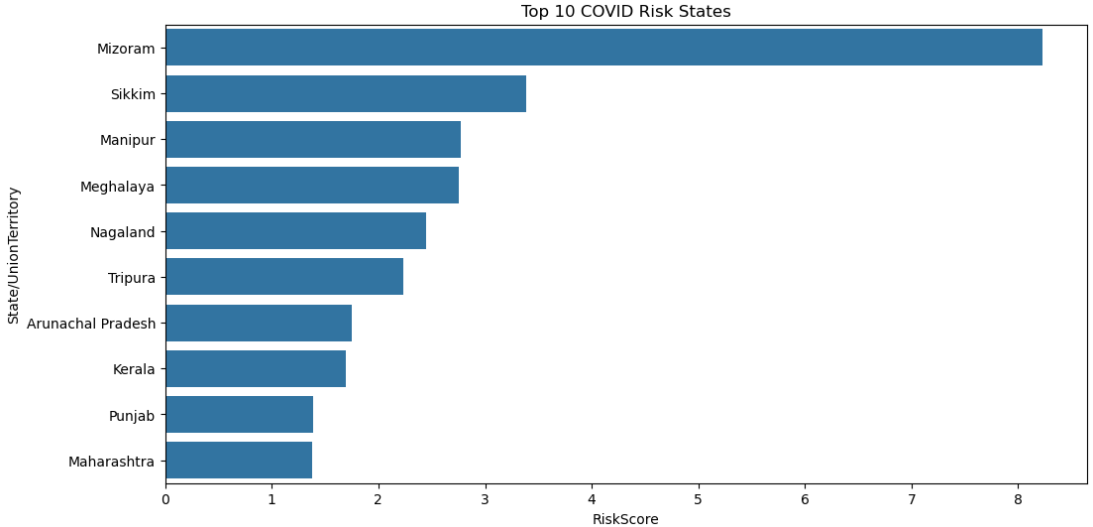 Top 10 COVID Risk States
State/UnionTerritory
Mizoram
Sikkim
Manipur
Meghalaya
Nagaland
Tripura
Arunachal Pradesh
Kerala
Punjab
Maharashtra
0 1 2 3 4 5 6 7 8
RiskScore